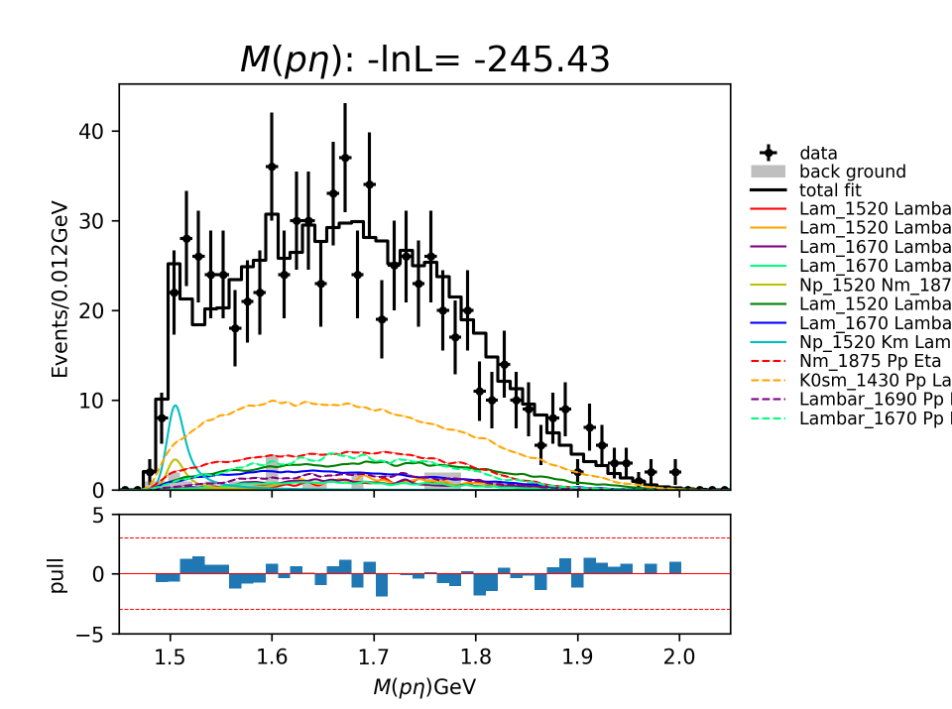 M(pη): -lnL= -245.43
Events/0.012GeV
40
30
20
10
0
data
back ground
total fit
Lam_1520 Lamba
Lam_1520 Lamba
Lam_1670 Lamba
Lam_1670 Lamba
Np_1520 Nm_187
Lam_1520 Lamba
Lam_1670 Lamba
Np_1520 Km Lam
Nm_1875 Pp Eta
K0sm_1430 Pp La
Lambar_1690 Pp
Lambar_1670 Pp
pull
5
0
−5
1.5 1.6 1.7 1.8 1.9 2.0
M(pη)GeV